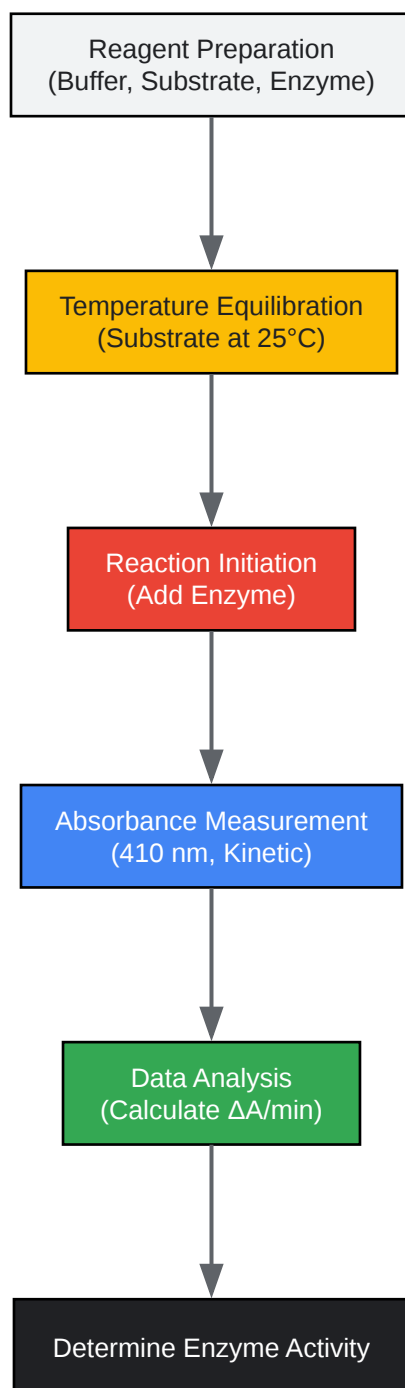 Reagent Preparation
(Buffer, Substrate, Enzyme)
Temperature Equilibration
(Substrate at 25°C)
Reaction Initiation
(Add Enzyme)
Absorbance Measurement
(410 nm, Kinetic)
Data Analysis
(Calculate ΔA/min)
Determine Enzyme Activity